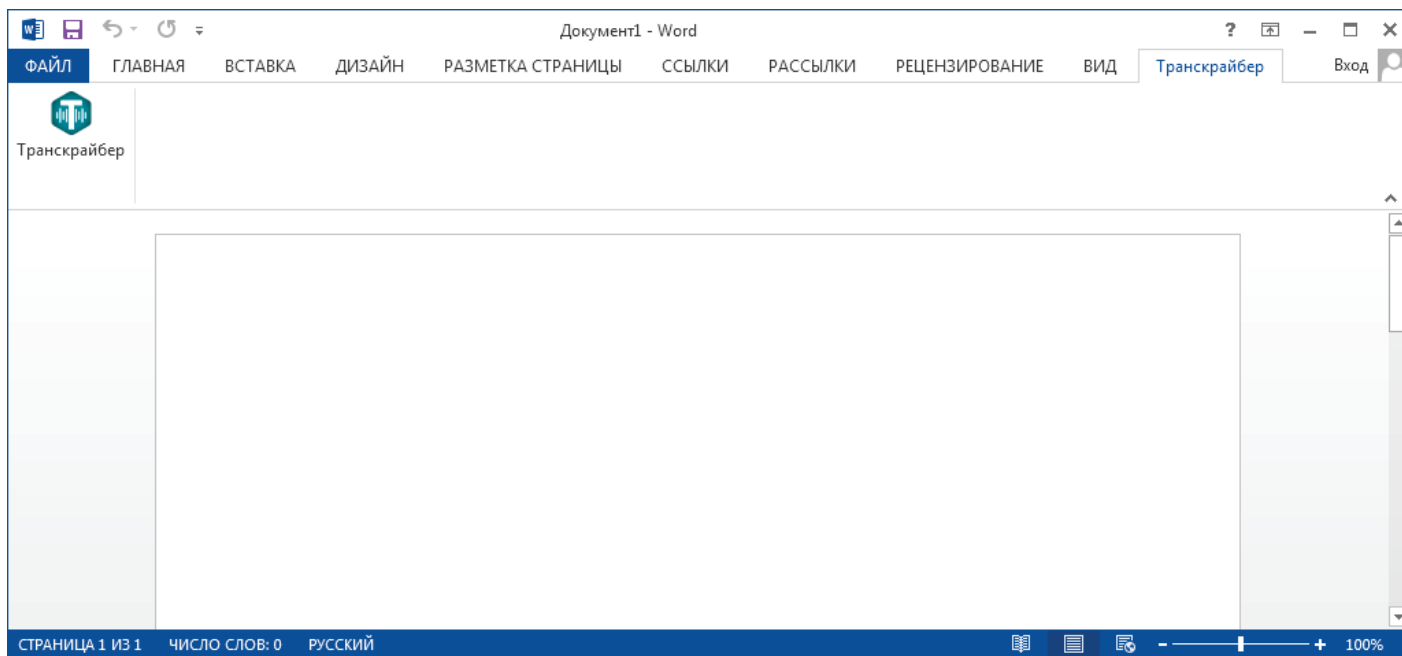 Документ1 - Word
ФАЙЛ ГЛАВНАЯ ВСТАВКА ДИЗАЙН РАЗМЕТКА СТРАНИЦЫ ССЫЛКИ РАССЫЛКИ РЕЦЕНЗИРОВАНИЕ ВИД Транскрайбер Вход
Транскрайбер
СТРАНИЦА 1 ИЗ 1 ЧИСЛО СЛОВ: 0 РУССКИЙ 100%